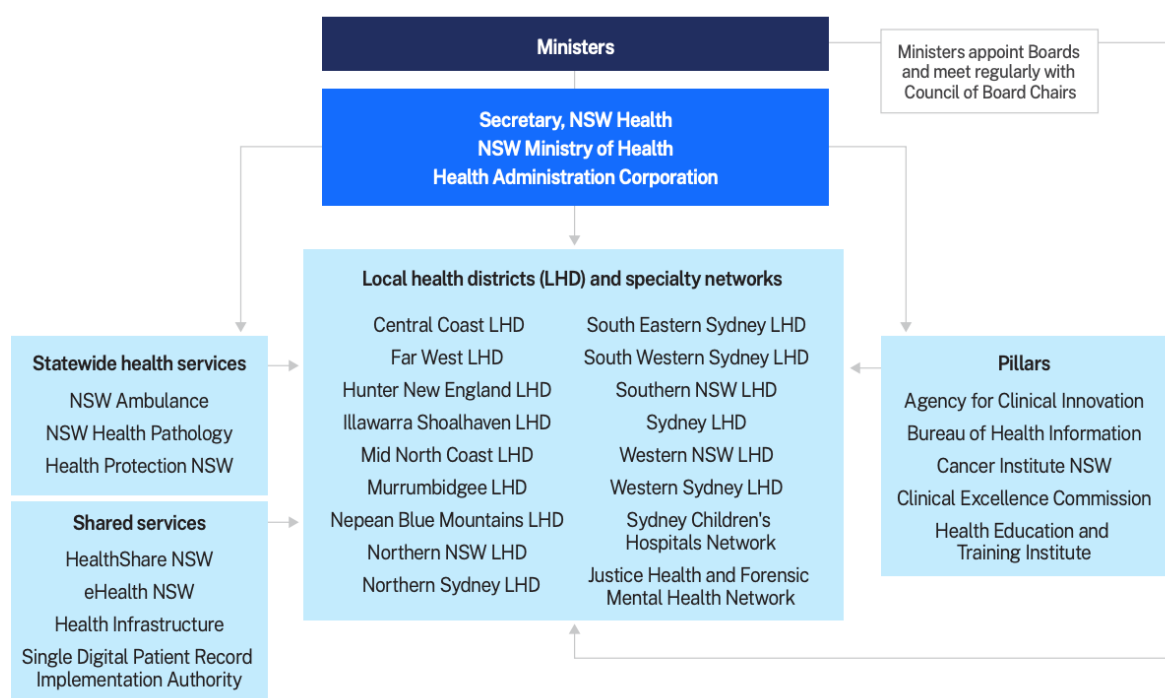 Ministers
Ministers appoint Boards
and meet regularly with
Council of Board Chairs
Secretary, NSW Health
NSW Ministry of Health
Health Administration Corporation
Local health districts (LHD) and specialty networks
Central Coast LHD
Far West LHD
Hunter New England LHD
Illawarra Shoalhaven LHD
Mid North Coast LHD
Murrumbidgee LHD
Nepean Blue Mountains LHD
Northern NSW LHD
Northern Sydney LHD
South Eastern Sydney LHD
South Western Sydney LHD
Southern NSW LHD
Sydney LHD
Western NSW LHD
Western Sydney LHD
Sydney Children's
Hospitals Network
Justice Health and Forensic
Mental Health Network
Statewide health services
NSW Ambulance
NSW Health Pathology
Health Protection NSW
Shared services
HealthShare NSW
eHealth NSW
Health Infrastructure
Single Digital Patient Record
Implementation Authority
Pillars
Agency for Clinical Innovation
Bureau of Health Information
Cancer Institute NSW
Clinical Excellence Commission
Health Education and
Training Institute